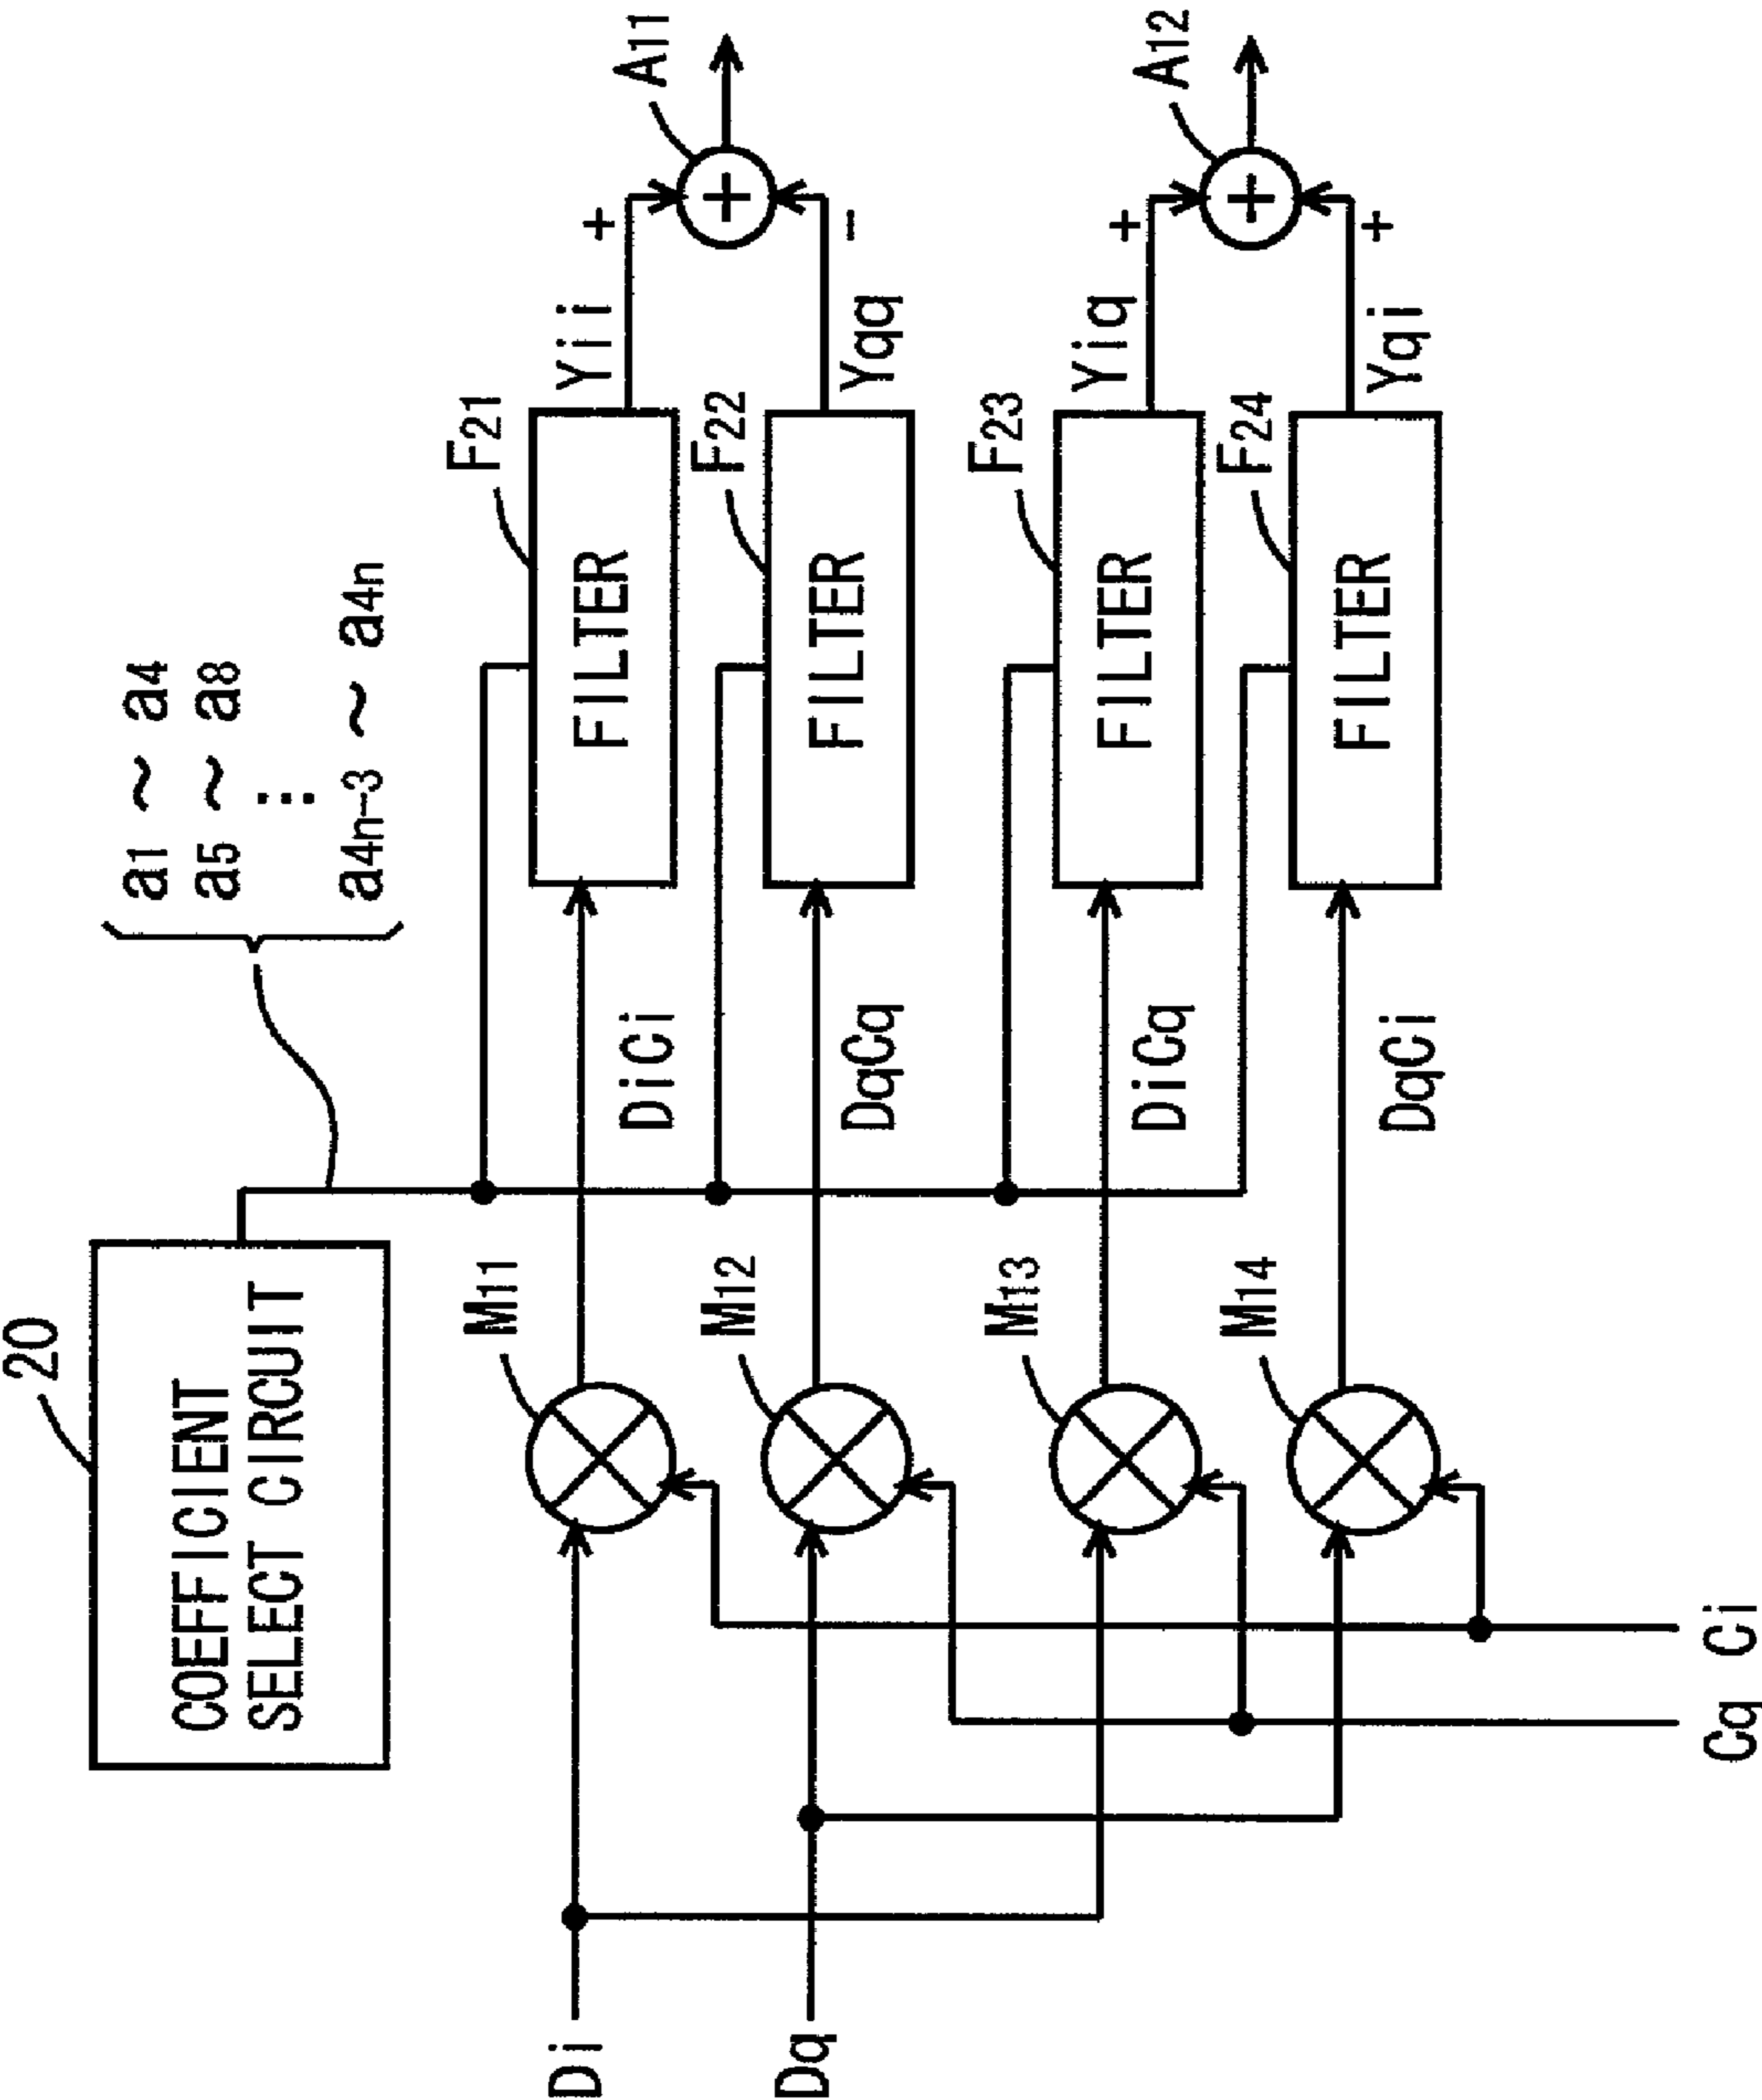 20
COEFFICIENT
SELECT CIRCUIT
a1 ~ a4
a5 ~ a8
⋮
a4n-3 ~ a4n
Di
M11
DiCi
F21
FILTER
Yii
+
A11
+
Dq
M12
DqCq
F22
FILTER
Yqq
-
M13
DiCq
F23
FILTER
Yiq
+
A12
+
M14
DqCi
F24
FILTER
Yqi
+
Cq Ci